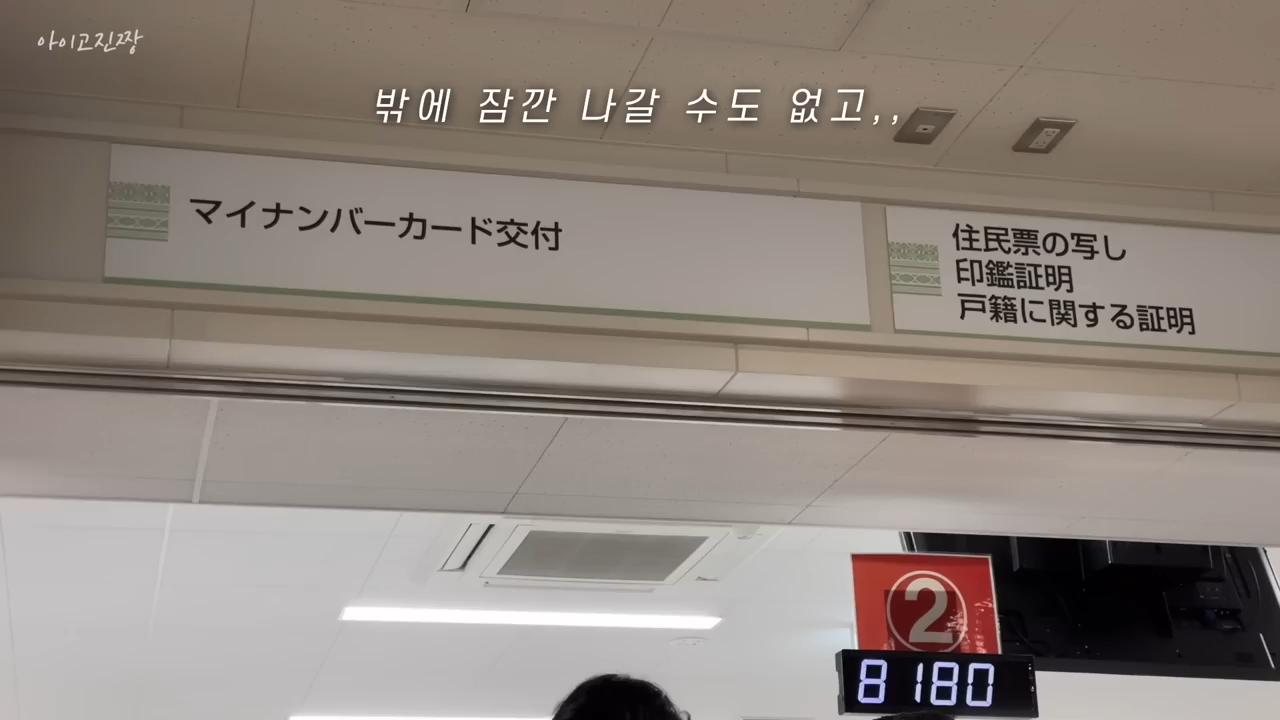 아이고진짱
밖에 잠깐 나갈 수도 없고,,
マイナンバーカード交付
住民票の写し
印鑑証明
戸籍に関する証明
2
8180